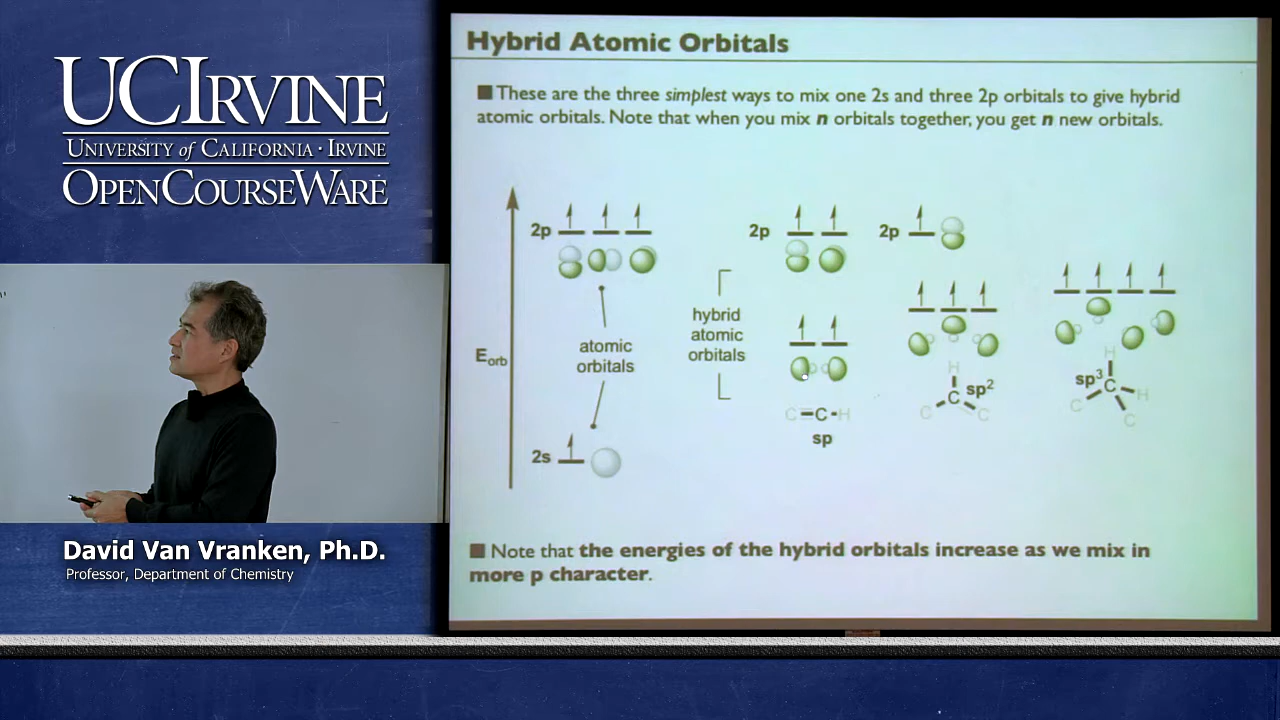 UCIRVINE
UNIVERSITY of CALIFORNIA · IRVINE
OPENCOURSEWARE
David Van Vranken, Ph.D.
Professor, Department of Chemistry
Hybrid Atomic Orbitals
■ These are the three simplest ways to mix one 2s and three 2p orbitals to give hybrid
atomic orbitals. Note that when you mix n orbitals together, you get n new orbitals.
2p
2p
2p
hybrid
atomic
orbitals
atomic
orbitals
E orb
2s
C=C-H
sp
H
C
sp2
C
C
H
sp3
C
H
C
C
■ Note that the energies of the hybrid orbitals increase as we mix in
more p character.